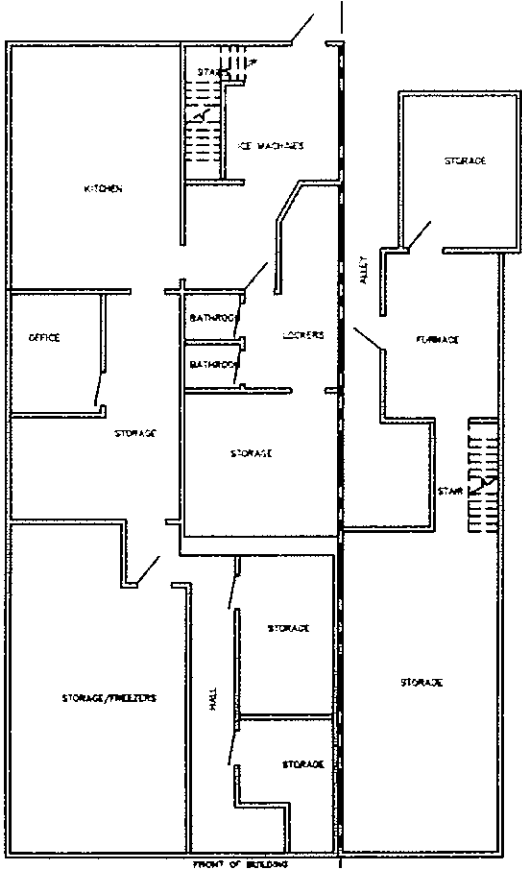 STAIRS
UP
ICE MACHINES
STORAGE
KITCHEN
ALLEY
BATHROOM
OFFICE
LOCKERS
FURNACE
BATHROOM
STORAGE
STORAGE
STAIR
STORAGE
STORAGE
STORAGE/FREEZERS
HALL
STORAGE
FRONT OF BUILDING